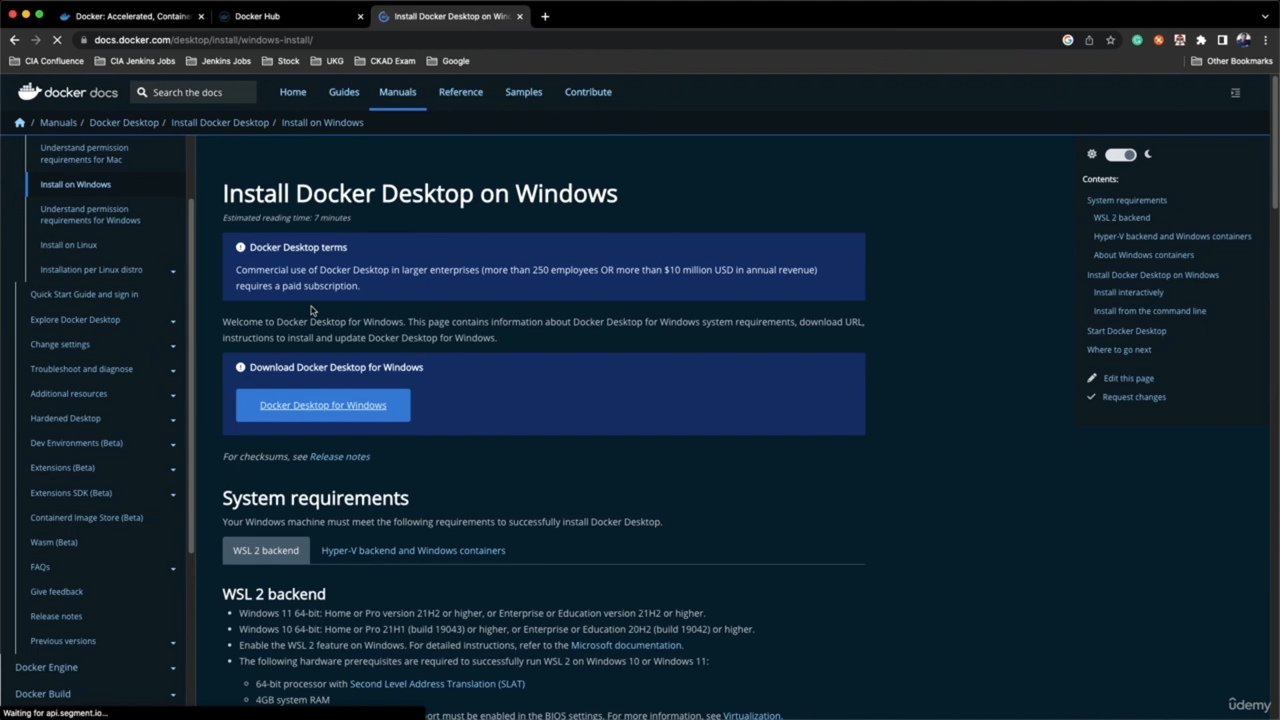 Docker: Accelerated, Containe
Docker Hub
Install Docker Desktop on Win
docs.docker.com/desktop/install/windows-install/
CIA Confluence
CIA Jenkins Jobs
Jenkins Jobs
Stock
UKG
CKAD Exam
Google
Other Bookmarks
docker docs
Search the docs
Home
Guides
Manuals
Reference
Samples
Contribute
/ Manuals / Docker Desktop / Install Docker Desktop / Install on Windows
Understand permission
requirements for Mac
Install on Windows
Understand permission
requirements for Windows
Install on Linux
Installation per Linux distro
Quick Start Guide and sign in
Explore Docker Desktop
Change settings
Troubleshoot and diagnose
Additional resources
Hardened Desktop
Dev Environments (Beta)
Extensions (Beta)
Extensions SDK (Beta)
Containerd Image Store (Beta)
Wasm (Beta)
FAQs
Give feedback
Release notes
Previous versions
Docker Engine
Docker Build
Install Docker Desktop on Windows
Estimated reading time: 7 minutes
Docker Desktop terms
Commercial use of Docker Desktop in larger enterprises (more than 250 employees OR more than $10 million USD in annual revenue)
requires a paid subscription.
Welcome to Docker Desktop for Windows. This page contains information about Docker Desktop for Windows system requirements, download URL,
instructions to install and update Docker Desktop for Windows.
Download Docker Desktop for Windows
Docker Desktop for Windows
For checksums, see Release notes
System requirements
Your Windows machine must meet the following requirements to successfully install Docker Desktop.
WSL 2 backend
Hyper-V backend and Windows containers
WSL 2 backend
• Windows 11 64-bit: Home or Pro version 21H2 or higher, or Enterprise or Education version 21H2 or higher.
• Windows 10 64-bit: Home or Pro 21H1 (build 19043) or higher, or Enterprise or Education 20H2 (build 19042) or higher.
• Enable the WSL 2 feature on Windows. For detailed instructions, refer to the Microsoft documentation.
• The following hardware prerequisites are required to successfully run WSL 2 on Windows 10 or Windows 11:
64-bit processor with Second Level Address Translation (SLAT)
4GB system RAM
port must be enabled in the BIOS settings. For more information, see Virtualization.
Contents:
System requirements
WSL 2 backend
Hyper-V backend and Windows containers
About Windows containers
Install Docker Desktop on Windows
Install interactively
Install from the command line
Start Docker Desktop
Where to go next
Edit this page
Request changes
Waiting for api.segment.io...
ûdemy